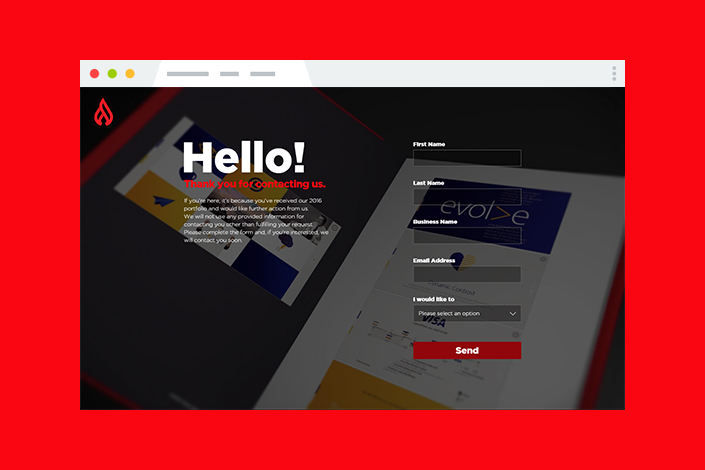 Hello!
Thank you for contacting us.
If you're here, it's because you've received our 2016
portfolio and would like further action from us.
We will not use any provided information for
contacting you other than fulfilling your request.
Please complete the form and, if you're interested, we
will contact you soon.
First Name
Last Name
evolve
Business Name
Email Address
Dynamic Content
I would like to
Please select an option
VISA
Send